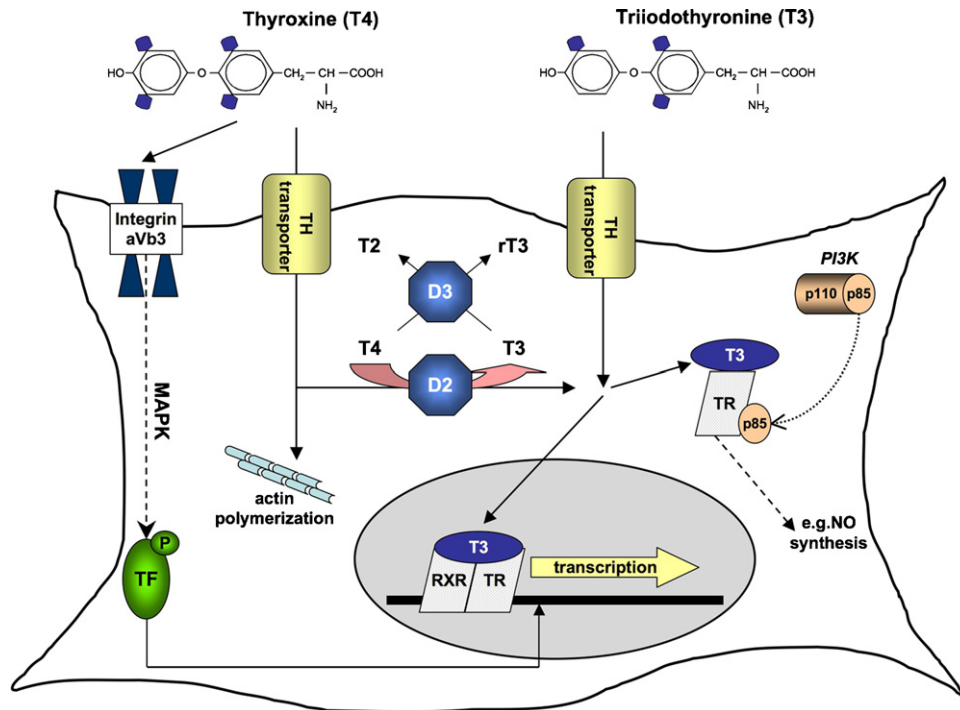 Thyroxine (T4)
Triiodothyronine (T3)
HO
O
CH2
CH
COOH
NH2
HO
O
CH2
CH
COOH
NH2
Integrin
aVb3
TH
transporter
TH
transporter
T2
rT3
D3
T4
T3
D2
PI3K
p110
p85
T3
TR
p85
MAPK
actin
polymerization
e.g.NO
synthesis
P
TF
T3
RXR
TR
transcription